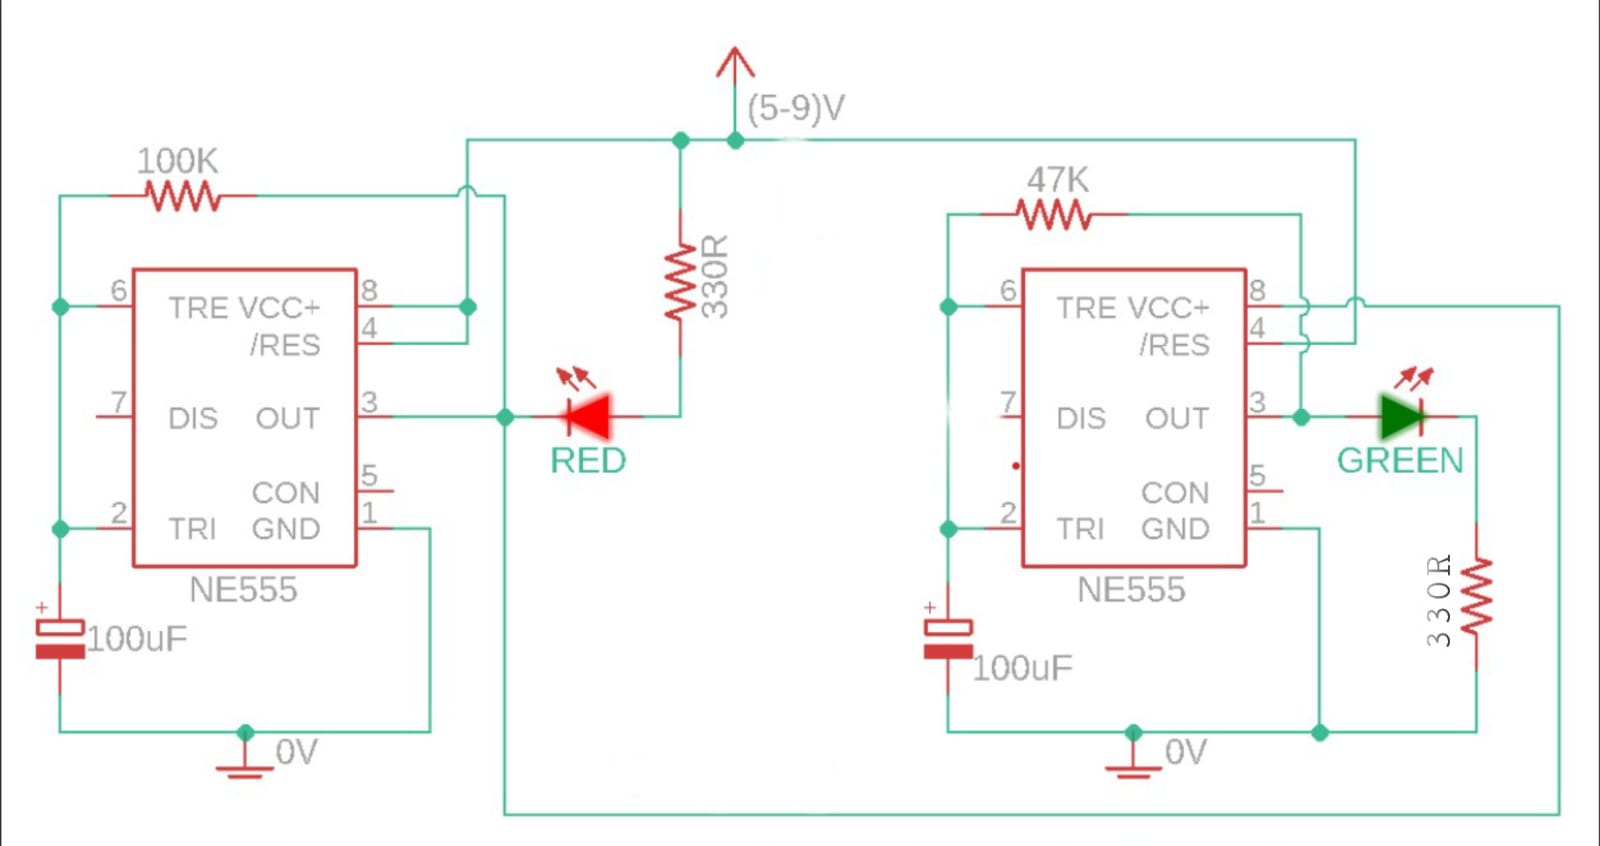 (5-9)V
100K
330R
47K
6
TRE
VCC+
8
/RES
4
7
DIS
OUT
3
RED
CON
5
2
TRI
GND
1
NE555
+
100uF
0V
6
TRE
VCC+
8
/RES
4
7
DIS
OUT
3
GREEN
CON
5
2
TRI
GND
1
NE555
+
100uF
330R
0V